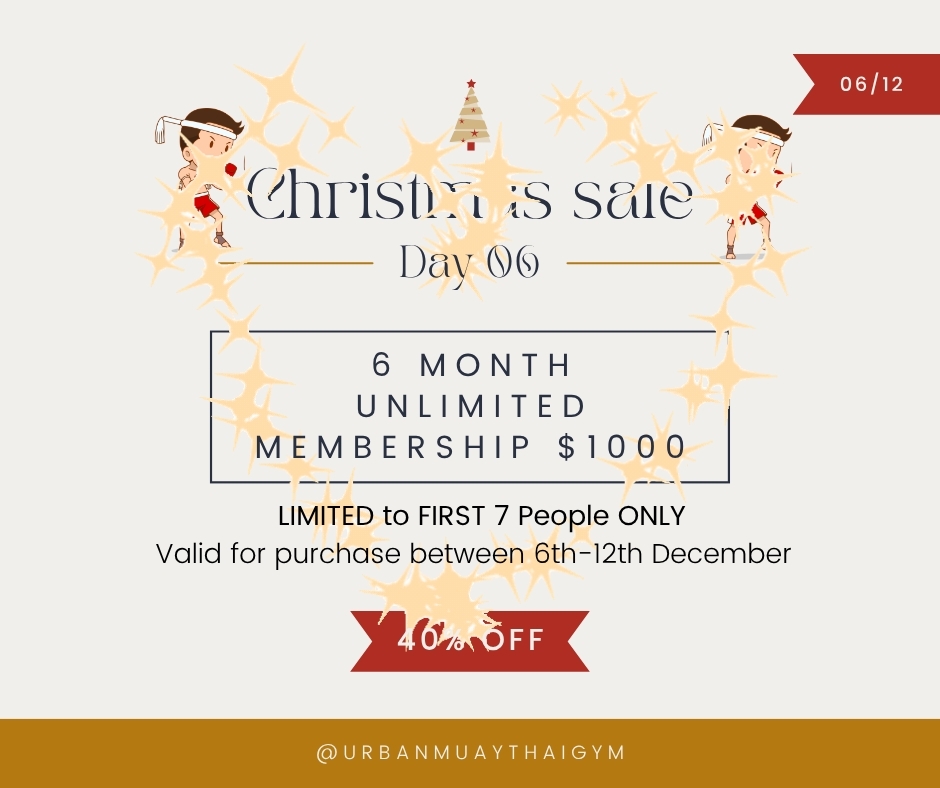 06/12
Christmas sale
Day 06
6 MONTH
UNLIMITED
MEMBERSHIP $1000
LIMITED to FIRST 7 People ONLY
Valid for purchase between 6th-12th December
40% OFF
@URBANMUAYTHAIGYM